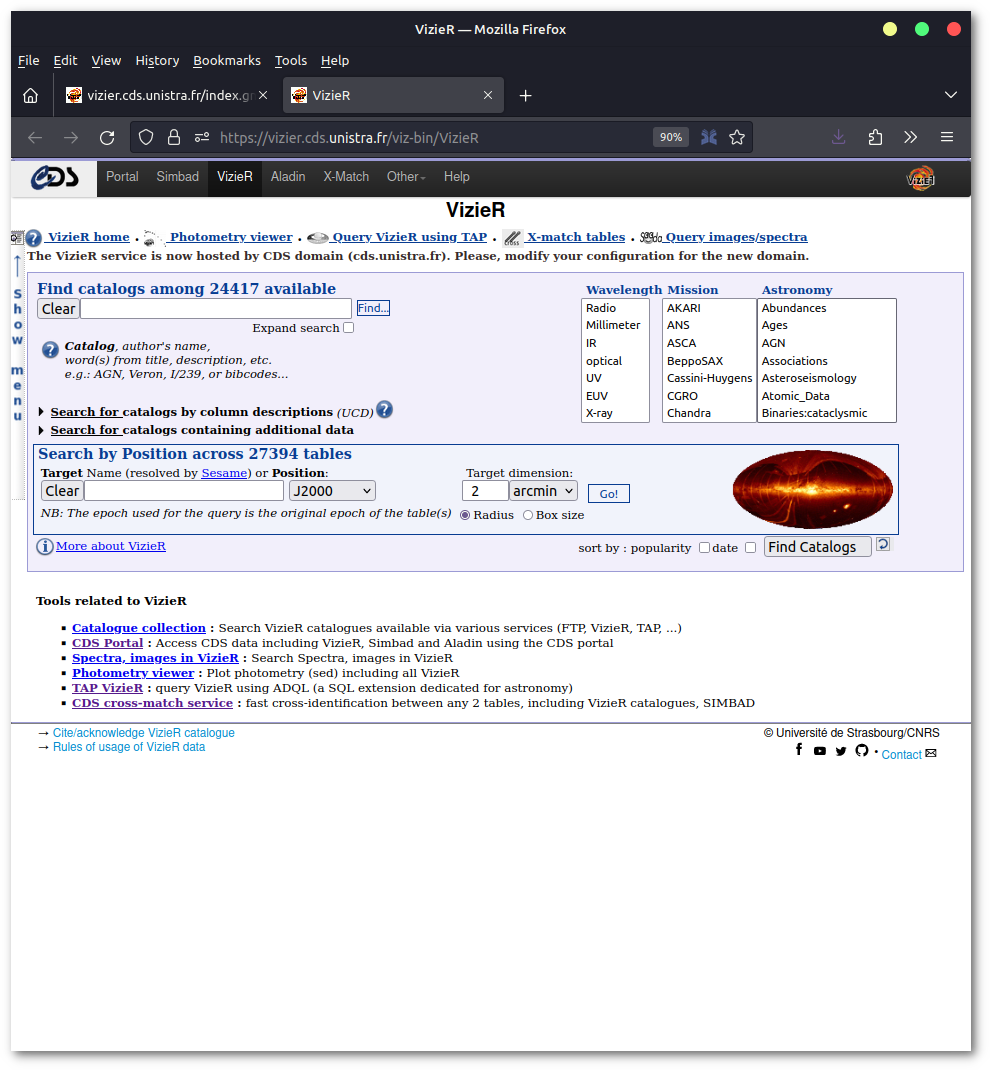 VizieR — Mozilla Firefox
File Edit View History Bookmarks Tools Help
vizier.cds.unistra.fr/index.gr
VizieR
https://vizier.cds.unistra.fr/viz-bin/VizieR 90%
CDS Portal Simbad VizieR Aladin X-Match Other Help VizieR
VizieR
VizieR home . Photometry viewer . Query VizieR using TAP . X-match tables . Query images/spectra
The VizieR service is now hosted by CDS domain (cds.unistra.fr). Please, modify your configuration for the new domain.
↑ Show menu
Find catalogs among 24417 available
Clear Find...
Expand search
Catalog, author's name,
word(s) from title, description, etc.
e.g.: AGN, Veron, I/239, or bibcodes...
Search for catalogs by column descriptions (UCD)
Search for catalogs containing additional data
Wavelength Mission Astronomy
Radio AKARI Abundances
Millimeter ANS Ages
IR ASCA AGN
optical BeppoSAX Associations
UV Cassini-Huygens Asteroseismology
EUV CGRO Atomic_Data
X-ray Chandra Binaries:cataclysmic
Search by Position across 27394 tables
Target Name (resolved by Sesame) or Position: Target dimension:
Clear J2000 2 arcmin Go!
NB: The epoch used for the query is the original epoch of the table(s) Radius Box size
More about VizieR sort by : popularity date Find Catalogs
Tools related to VizieR
▪ Catalogue collection : Search VizieR catalogues available via various services (FTP, VizieR, TAP, ...)
▪ CDS Portal : Access CDS data including VizieR, Simbad and Aladin using the CDS portal
▪ Spectra, images in VizieR : Search Spectra, images in VizieR
▪ Photometry viewer : Plot photometry (sed) including all VizieR
▪ TAP VizieR : query VizieR using ADQL (a SQL extension dedicated for astronomy)
▪ CDS cross-match service : fast cross-identification between any 2 tables, including VizieR catalogues, SIMBAD
→ Cite/acknowledge VizieR catalogue
→ Rules of usage of VizieR data
© Université de Strasbourg/CNRS
• Contact